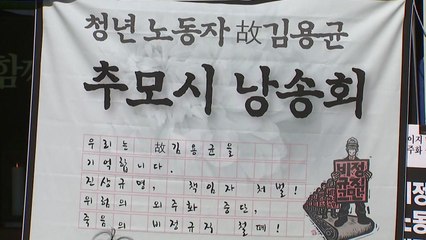 청년 노동자 故김용균
추모시 낭송회
우리는 故김용균을
기억합니다.
진상규명, 책임자 처벌!
위험의 외주화 중단,
죽음의 비정규직 철폐!